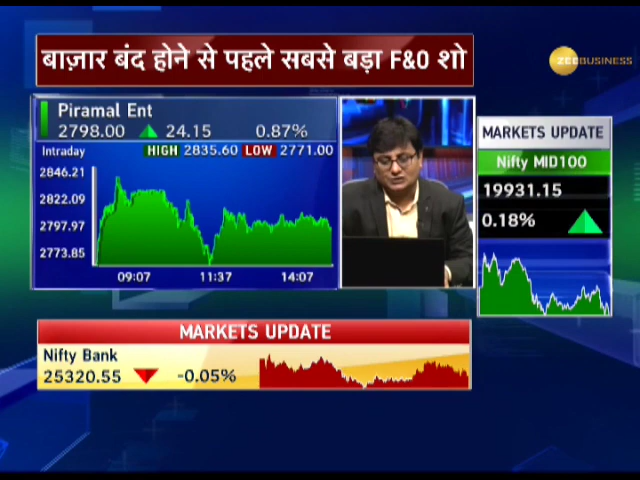 बाज़ार बंद होने से पहले सबसे बड़ा F&O शो
ZEEBUSINESS
Piramal Ent
2798.00 24.15 0.87%
Intraday HIGH 2835.60 LOW 2771.00
2846.21
2822.09
2797.97
2773.85
09:07 11:37 14:07
MARKETS UPDATE
Nifty MID100
19931.15
0.18%
MARKETS UPDATE
Nifty Bank
25320.55 -0.05%